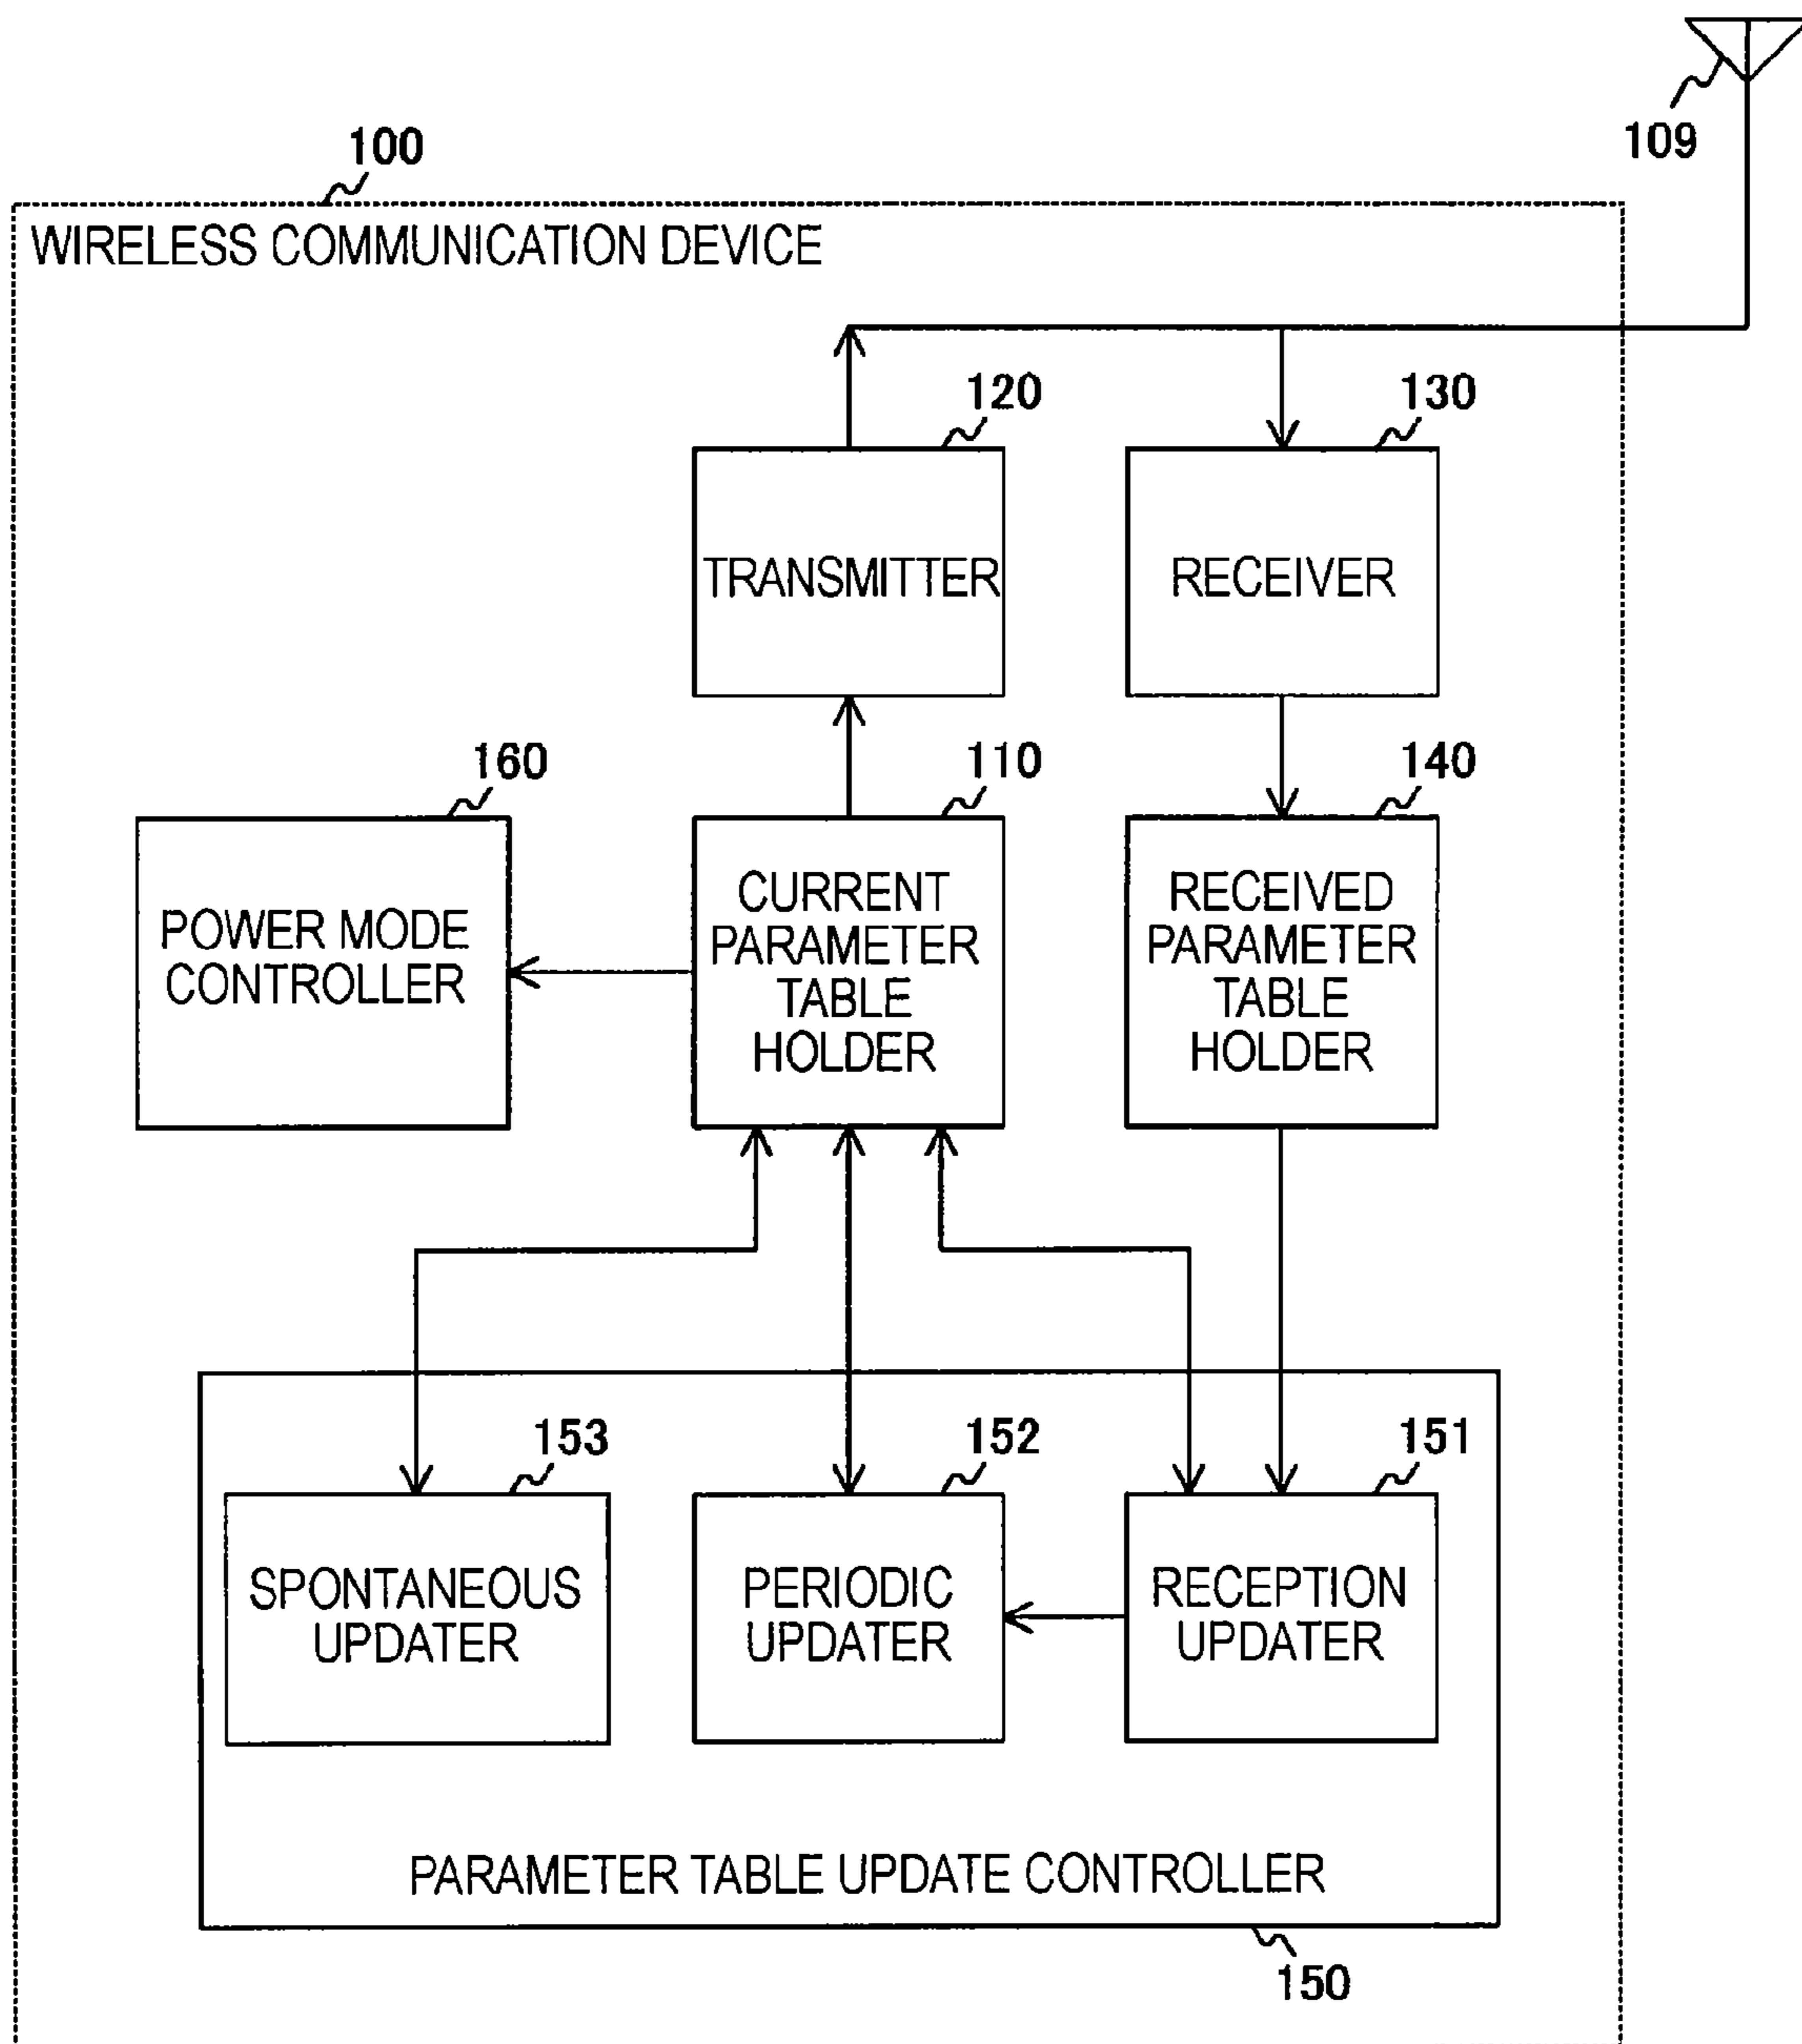 109
100
WIRELESS COMMUNICATION DEVICE
120
130
TRANSMITTER
RECEIVER
160
110
140
POWER MODE
CONTROLLER
CURRENT
PARAMETER
TABLE
HOLDER
RECEIVED
PARAMETER
TABLE
HOLDER
153
152
151
SPONTANEOUS
UPDATER
PERIODIC
UPDATER
RECEPTION
UPDATER
PARAMETER TABLE UPDATE CONTROLLER
150